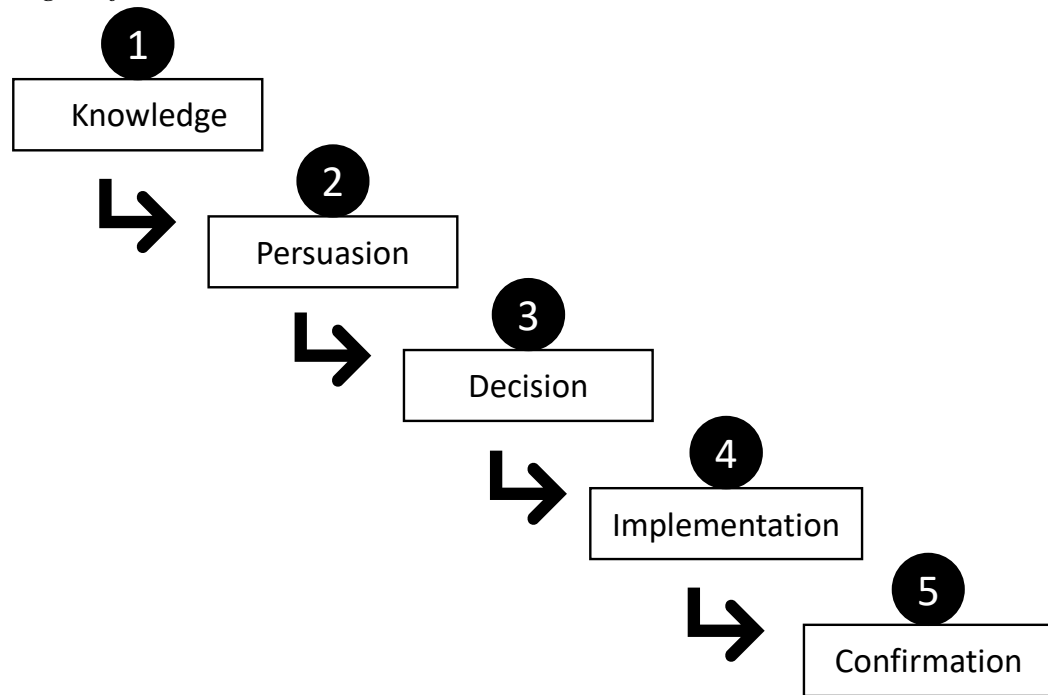 1
Knowledge
2
Persuasion
3
Decision
4
Implementation
5
Confirmation